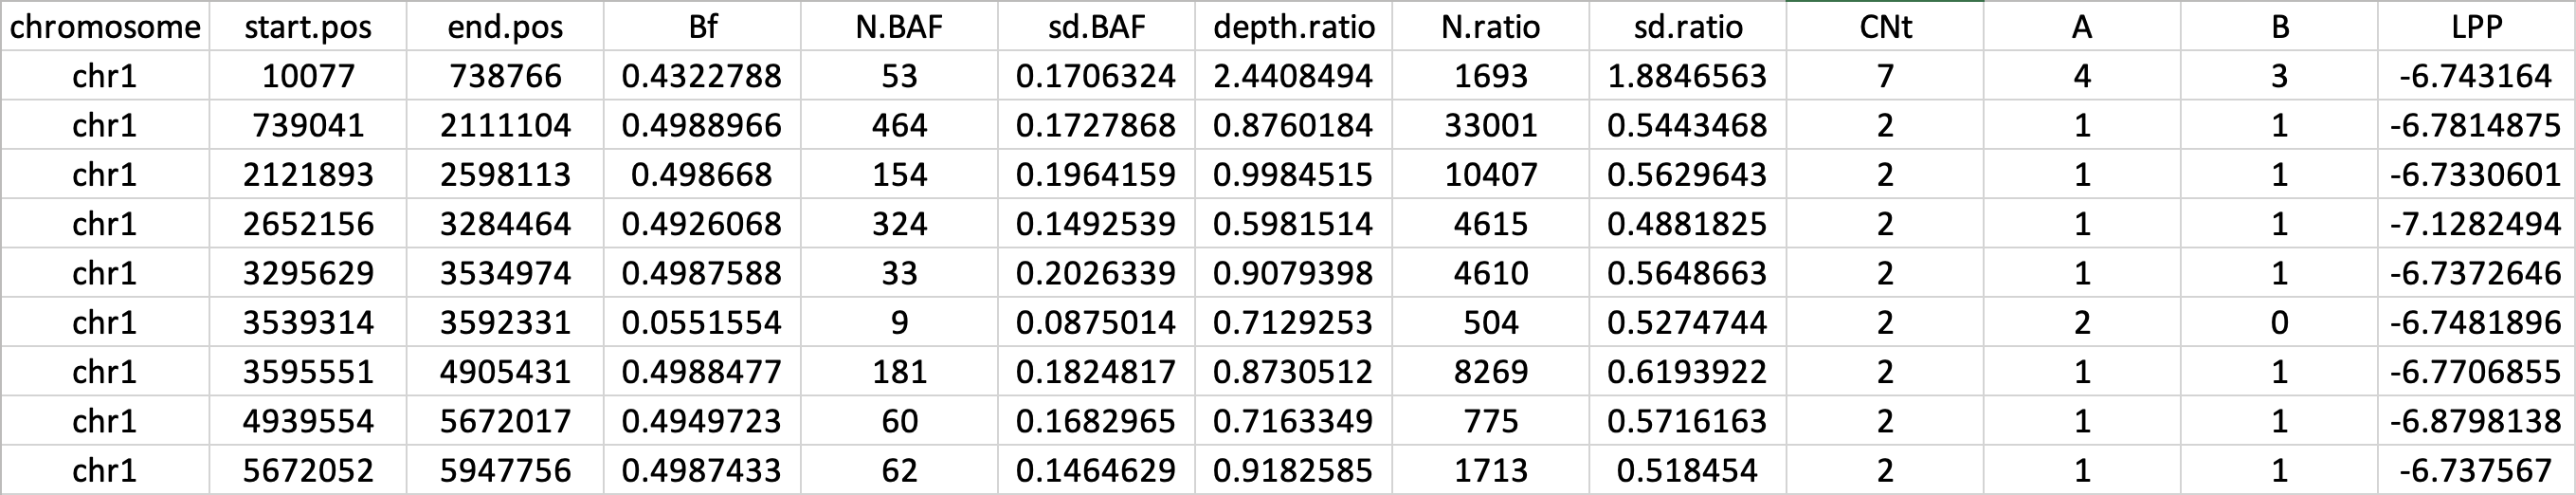 chromosome start.pos end.pos Bf N.BAF sd.BAF depth.ratio N.ratio sd.ratio CNt A B LPP
chr1 10077 738766 0.4322788 53 0.1706324 2.4408494 1693 1.8846563 7 4 3 -6.743164
chr1 739041 2111104 0.4988966 464 0.1727868 0.8760184 33001 0.5443468 2 1 1 -6.7814875
chr1 2121893 2598113 0.498668 154 0.1964159 0.9984515 10407 0.5629643 2 1 1 -6.7330601
chr1 2652156 3284464 0.4926068 324 0.1492539 0.5981514 4615 0.4881825 2 1 1 -7.1282494
chr1 3295629 3534974 0.4987588 33 0.2026339 0.9079398 4610 0.5648663 2 1 1 -6.7372646
chr1 3539314 3592331 0.0551554 9 0.0875014 0.7129253 504 0.5274744 2 2 0 -6.7481896
chr1 3595551 4905431 0.4988477 181 0.1824817 0.8730512 8269 0.6193922 2 1 1 -6.7706855
chr1 4939554 5672017 0.4949723 60 0.1682965 0.7163349 775 0.5716163 2 1 1 -6.8798138
chr1 5672052 5947756 0.4987433 62 0.1464629 0.9182585 1713 0.518454 2 1 1 -6.737567